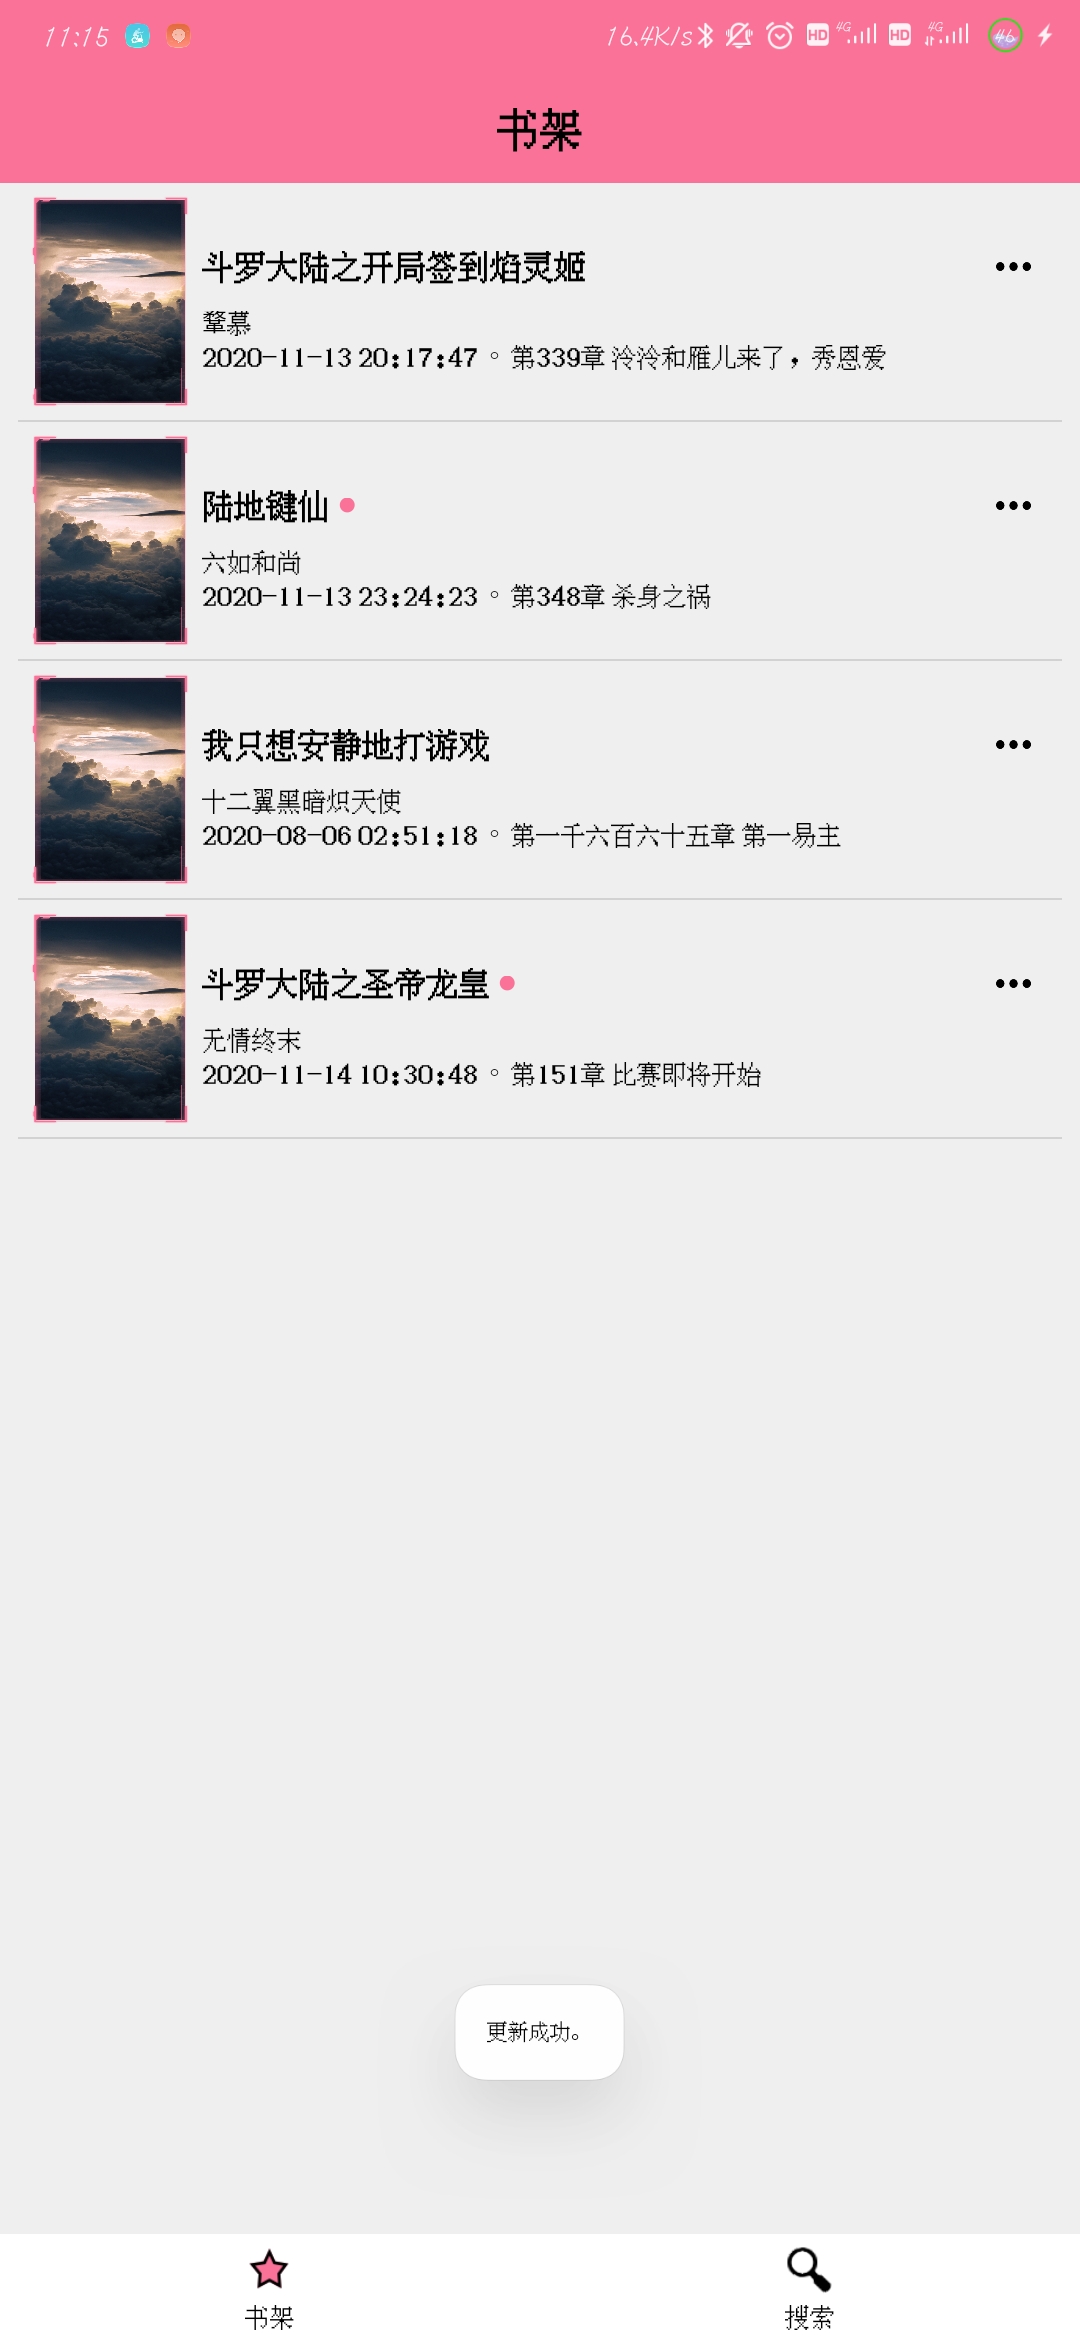 11:15
16.4K/s HD 4G HD 4G 46
书架
斗罗大陆之开局签到焰灵姬
犂慕
2020-11-13 20:17:47 ◦ 第339章 泠泠和雁儿来了，秀恩爱
陆地键仙
六如和尚
2020-11-13 23:24:23 ◦ 第348章 杀身之祸
我只想安静地打游戏
十二翼黑暗炽天使
2020-08-06 02:51:18 ◦ 第一千六百六十五章 第一易主
斗罗大陆之圣帝龙皇
无情终末
2020-11-14 10:30:48 ◦ 第151章 比赛即将开始
更新成功。
书架
搜索